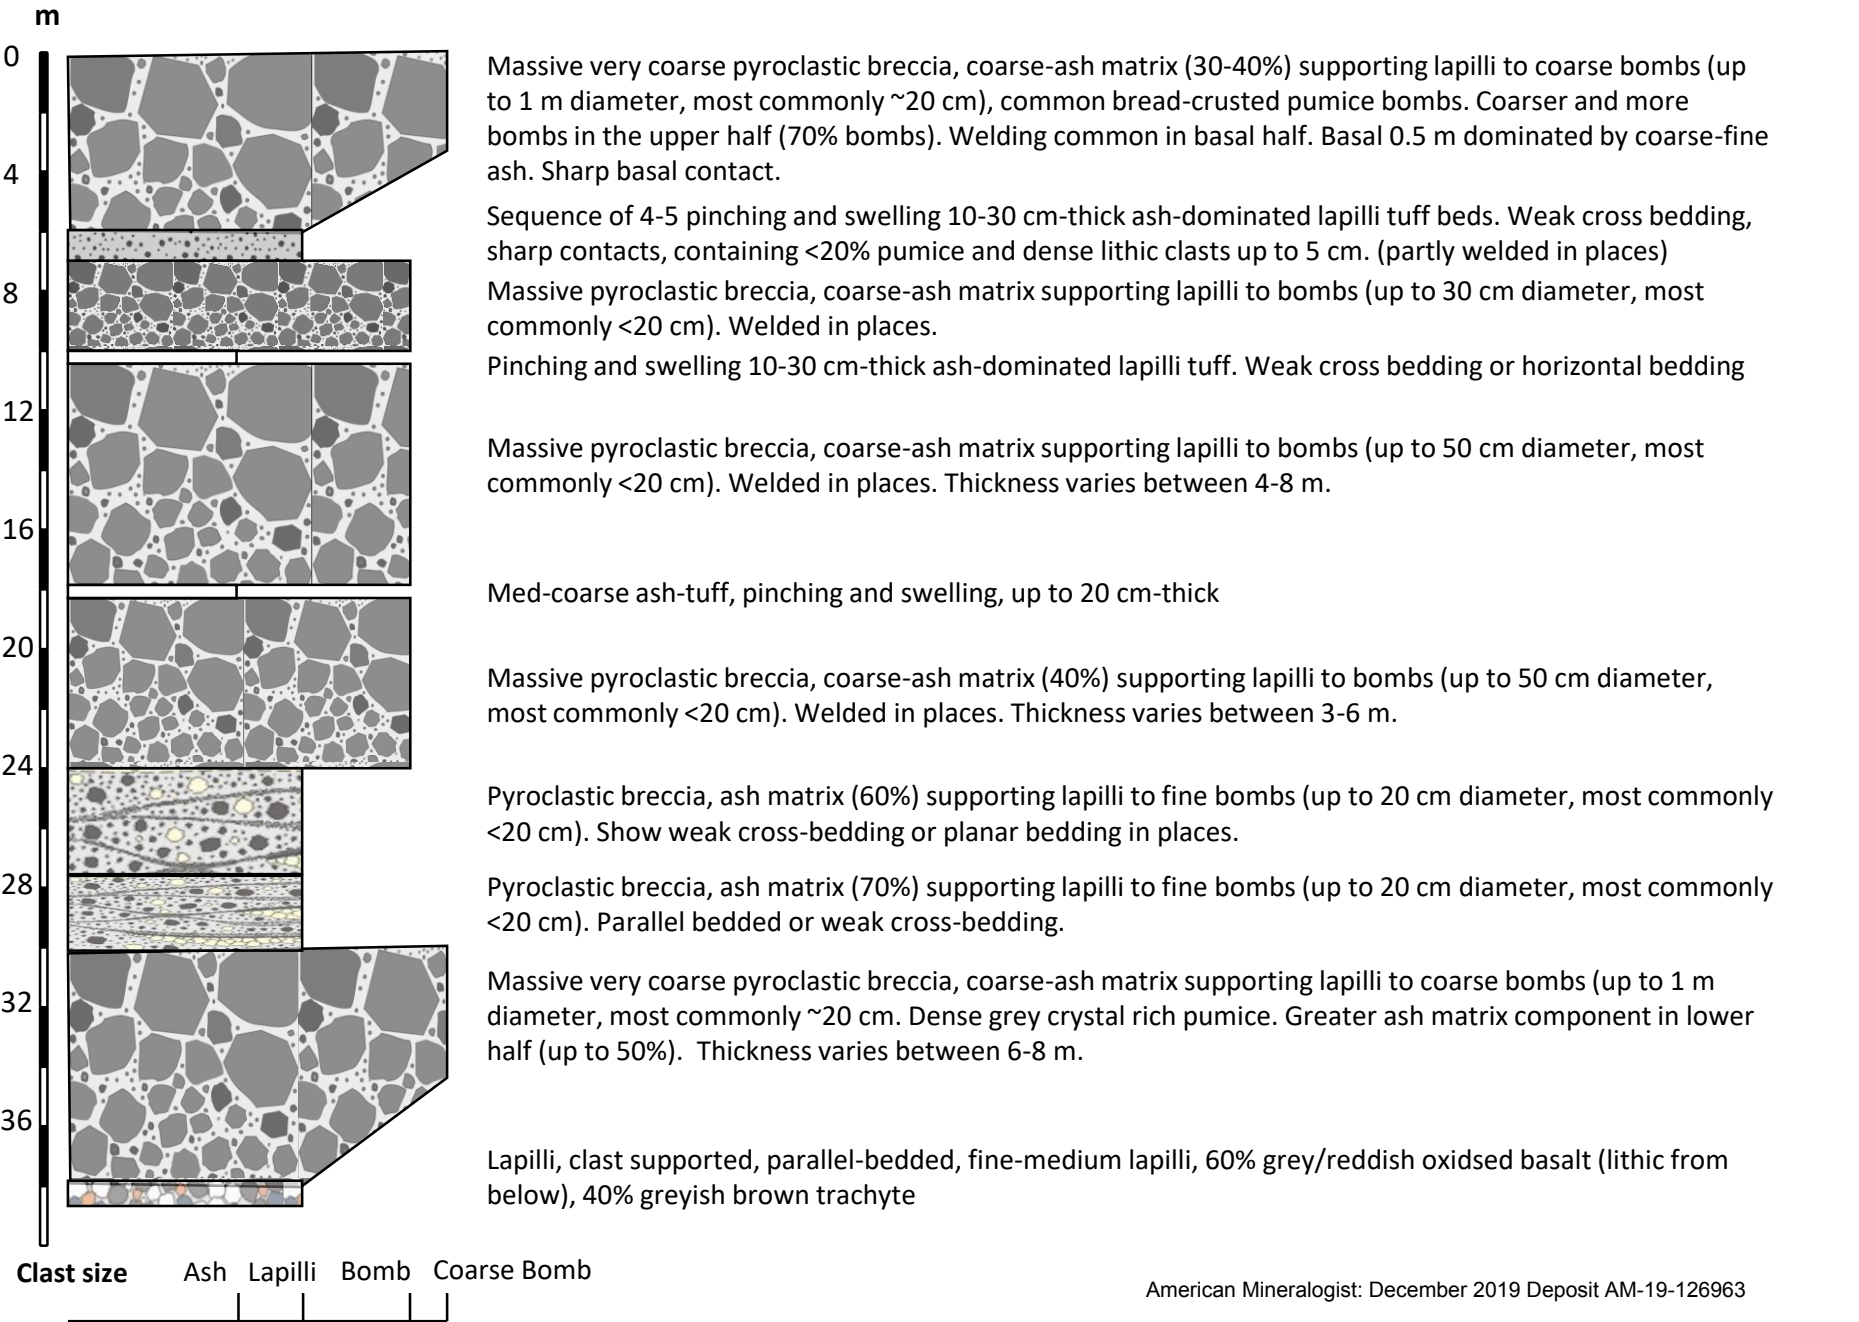 m
0
Massive very coarse pyroclastic breccia, coarse-ash matrix (30-40%) supporting lapilli to coarse bombs (up
to 1 m diameter, most commonly ~20 cm), common bread-crusted pumice bombs. Coarser and more
bombs in the upper half (70% bombs). Welding common in basal half. Basal 0.5 m dominated by coarse-fine
ash. Sharp basal contact.
4
Sequence of 4-5 pinching and swelling 10-30 cm-thick ash-dominated lapilli tuff beds. Weak cross bedding,
sharp contacts, containing <20% pumice and dense lithic clasts up to 5 cm. (partly welded in places)
8
Massive pyroclastic breccia, coarse-ash matrix supporting lapilli to bombs (up to 30 cm diameter, most
commonly <20 cm). Welded in places.
Pinching and swelling 10-30 cm-thick ash-dominated lapilli tuff. Weak cross bedding or horizontal bedding
12
Massive pyroclastic breccia, coarse-ash matrix supporting lapilli to bombs (up to 50 cm diameter, most
commonly <20 cm). Welded in places. Thickness varies between 4-8 m.
16
Med-coarse ash-tuff, pinching and swelling, up to 20 cm-thick
20
Massive pyroclastic breccia, coarse-ash matrix (40%) supporting lapilli to bombs (up to 50 cm diameter,
most commonly <20 cm). Welded in places. Thickness varies between 3-6 m.
24
Pyroclastic breccia, ash matrix (60%) supporting lapilli to fine bombs (up to 20 cm diameter, most commonly
<20 cm). Show weak cross-bedding or planar bedding in places.
28
Pyroclastic breccia, ash matrix (70%) supporting lapilli to fine bombs (up to 20 cm diameter, most commonly
<20 cm). Parallel bedded or weak cross-bedding.
32
Massive very coarse pyroclastic breccia, coarse-ash matrix supporting lapilli to coarse bombs (up to 1 m
diameter, most commonly ~20 cm. Dense grey crystal rich pumice. Greater ash matrix component in lower
half (up to 50%). Thickness varies between 6-8 m.
36
Lapilli, clast supported, parallel-bedded, fine-medium lapilli, 60% grey/reddish oxidsed basalt (lithic from
below), 40% greyish brown trachyte
Clast size Ash Lapilli Bomb Coarse Bomb
American Mineralogist: December 2019 Deposit AM-19-126963